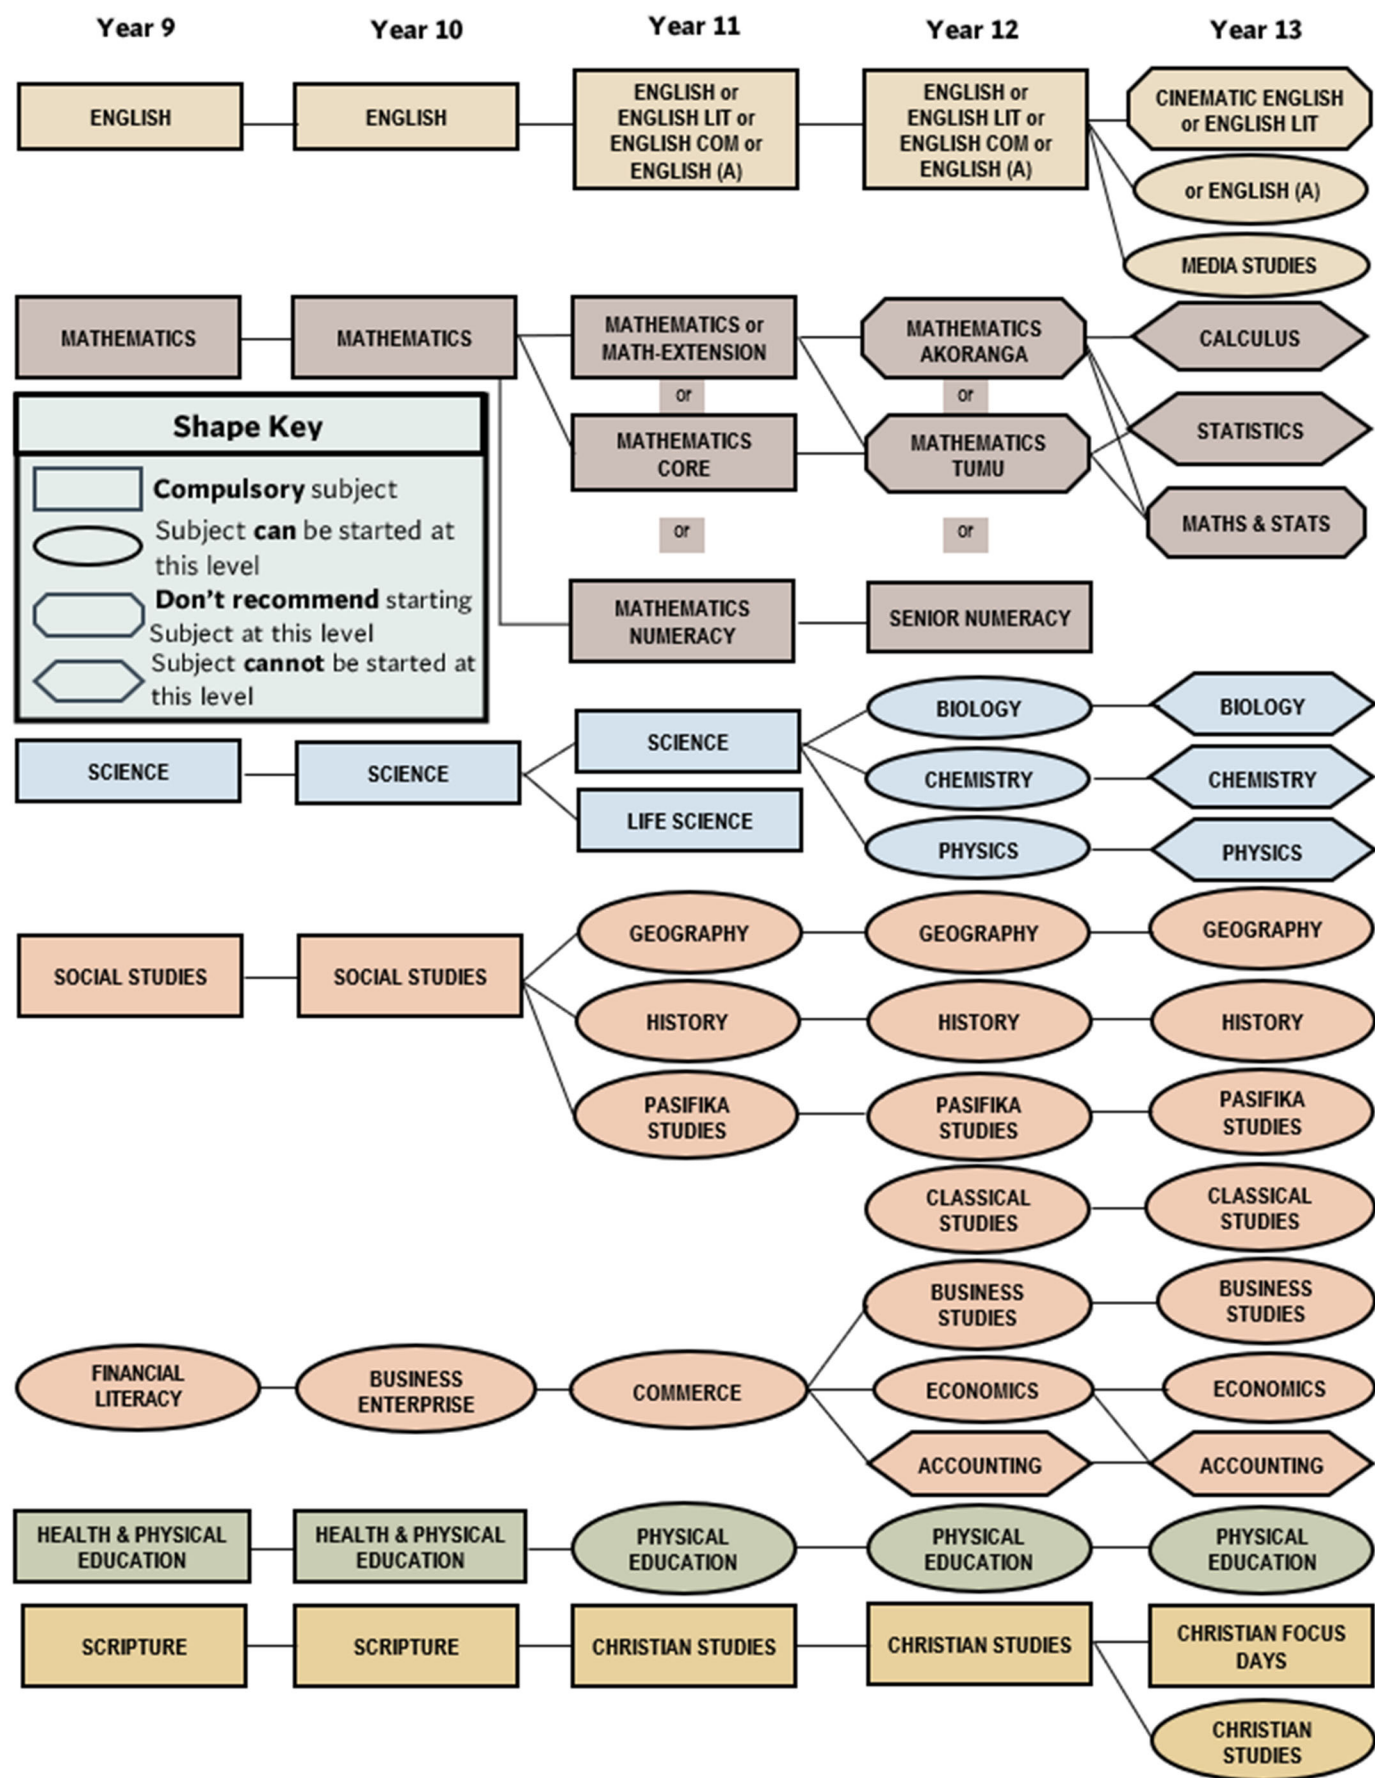 Year 9
Year 10
Year 11
Year 12
Year 13
ENGLISH
ENGLISH
ENGLISH or
ENGLISH LIT or
ENGLISH COM or
ENGLISH (A)
ENGLISH or
ENGLISH LIT or
ENGLISH COM or
ENGLISH (A)
CINEMATIC ENGLISH
or ENGLISH LIT
or ENGLISH (A)
MEDIA STUDIES
MATHEMATICS
MATHEMATICS
MATHEMATICS or
MATH-EXTENSION
MATHEMATICS
AKORANGA
CALCULUS
or
or
MATHEMATICS
CORE
MATHEMATICS
TUMU
STATISTICS
or
or
MATHS & STATS
MATHEMATICS
NUMERACY
SENIOR NUMERACY
Shape Key
Compulsory subject
Subject can be started at
this level
Don't recommend starting
Subject at this level
Subject cannot be started at
this level
SCIENCE
SCIENCE
SCIENCE
LIFE SCIENCE
BIOLOGY
BIOLOGY
CHEMISTRY
CHEMISTRY
PHYSICS
PHYSICS
SOCIAL STUDIES
SOCIAL STUDIES
GEOGRAPHY
GEOGRAPHY
GEOGRAPHY
HISTORY
HISTORY
HISTORY
PASIFIKA
STUDIES
PASIFIKA
STUDIES
PASIFIKA
STUDIES
CLASSICAL
STUDIES
CLASSICAL
STUDIES
BUSINESS
STUDIES
BUSINESS
STUDIES
FINANCIAL
LITERACY
BUSINESS
ENTERPRISE
COMMERCE
ECONOMICS
ECONOMICS
ACCOUNTING
ACCOUNTING
HEALTH & PHYSICAL
EDUCATION
HEALTH & PHYSICAL
EDUCATION
PHYSICAL
EDUCATION
PHYSICAL
EDUCATION
PHYSICAL
EDUCATION
SCRIPTURE
SCRIPTURE
CHRISTIAN STUDIES
CHRISTIAN STUDIES
CHRISTIAN FOCUS
DAYS
CHRISTIAN
STUDIES